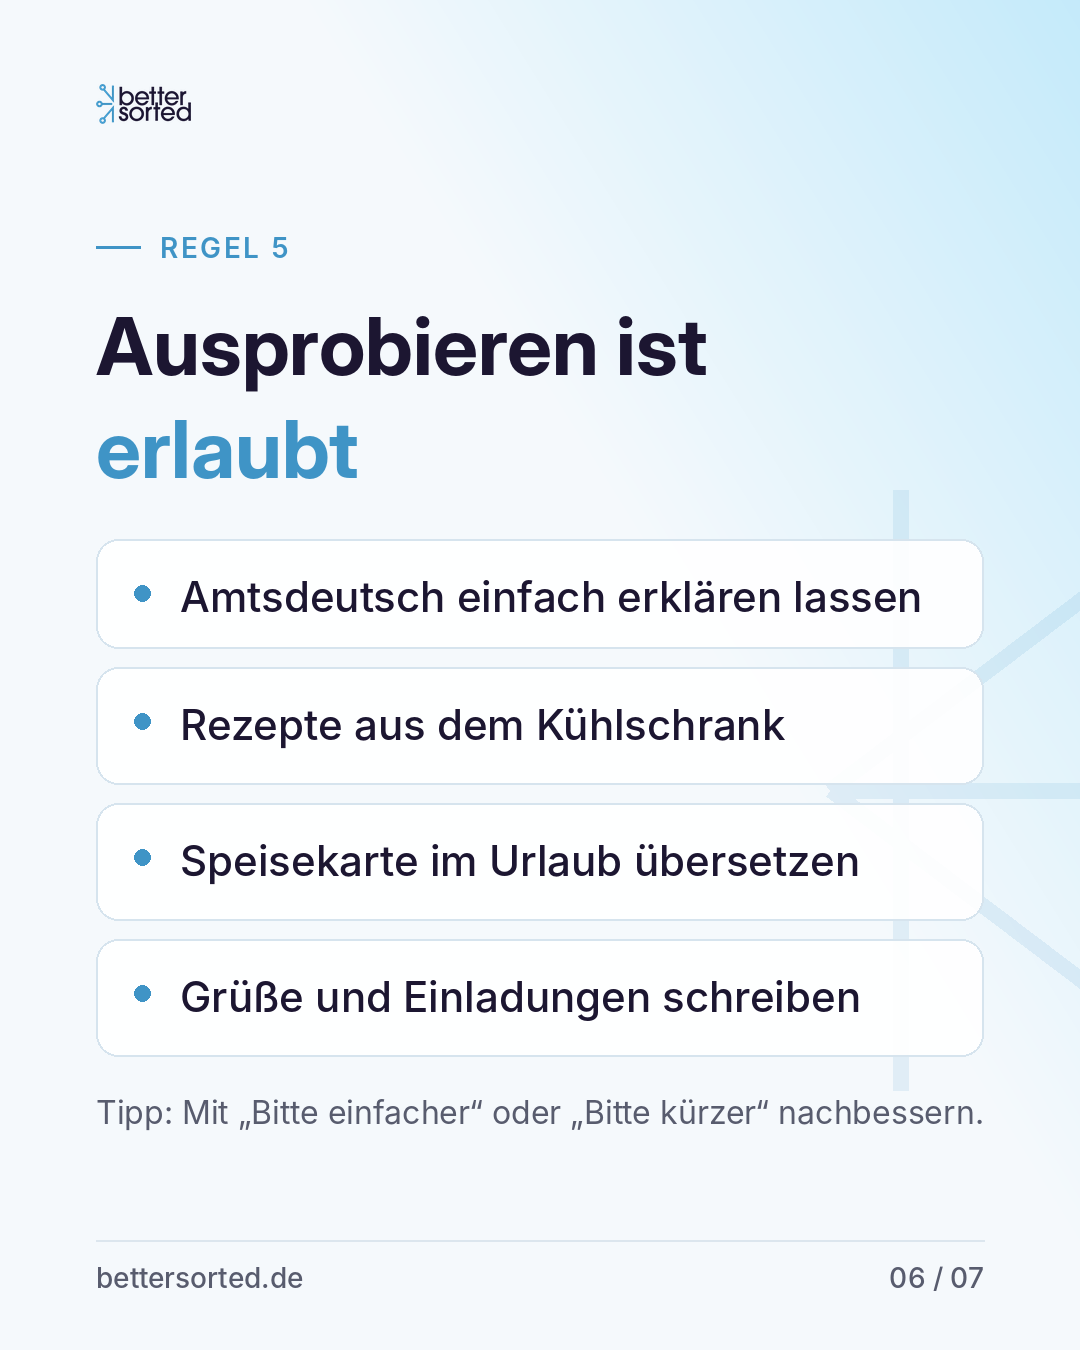 better
sorted
REGEL 5
Ausprobieren ist
erlaubt
Amtsdeutsch einfach erklären lassen
Rezepte aus dem Kühlschrank
Speisekarte im Urlaub übersetzen
Grüße und Einladungen schreiben
Tipp: Mit „Bitte einfacher“ oder „Bitte kürzer“ nachbessern.
bettersorted.de
06 / 07